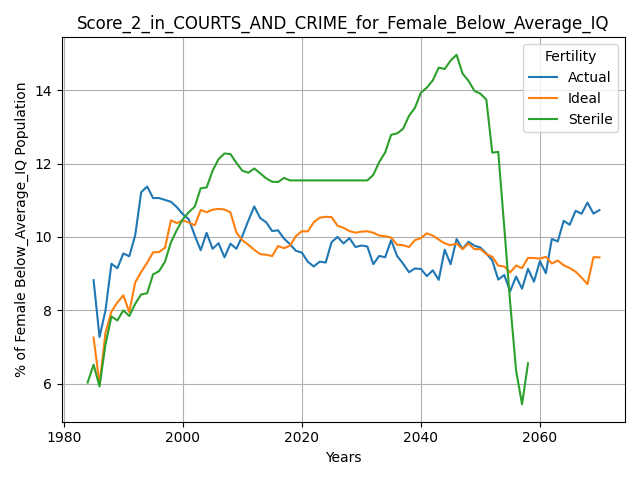 Score_2_in_COURTS_AND_CRIME_for_Female_Below_Average_IQ
% of Female Below_Average_IQ Population
14
12
10
8
6
Fertility
Actual
Ideal
Sterile
1980
2000
2020
2040
2060
Years